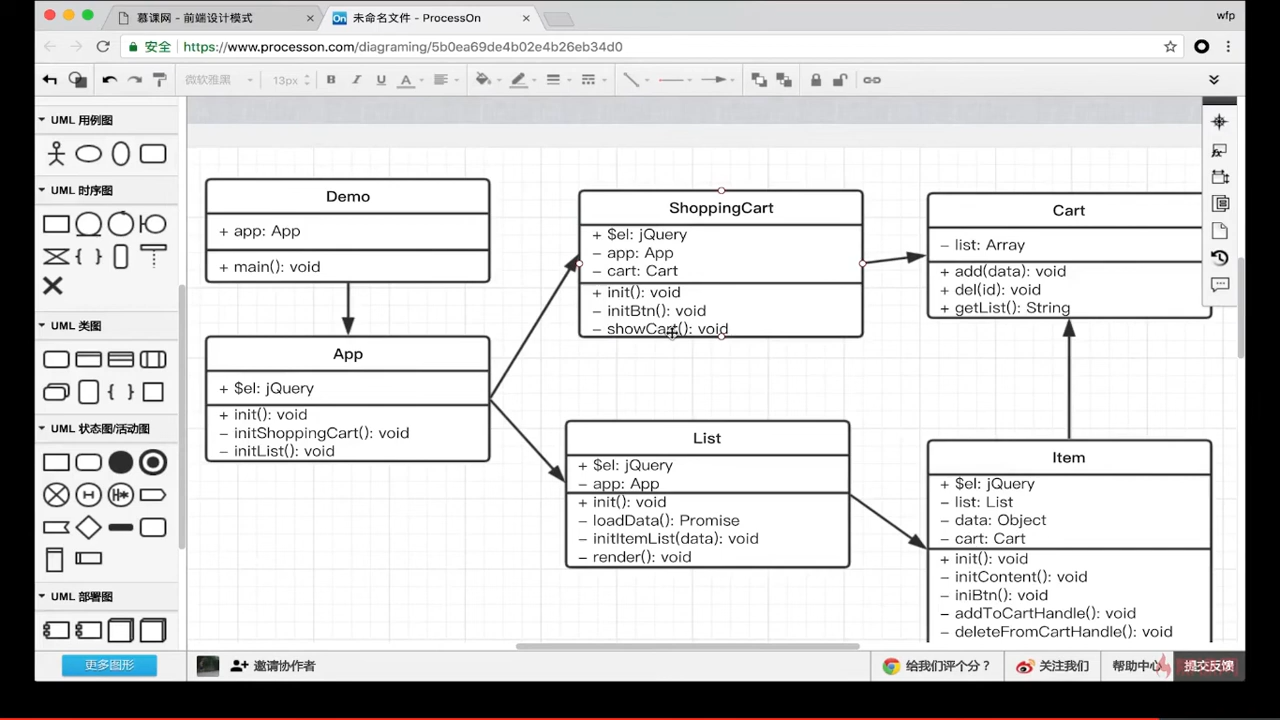 慕课网 - 前端设计模式
未命名文件 - ProcessOn
wfp
安全
https://www.processon.com/diagraming/5b0ea69de4b02e4b26eb34d0
微软雅黑
13px
B I U A
UML 用例图
UML 时序图
UML 类图
UML 状态图/活动图
UML 部署图
更多图形
Demo
+ app: App
+ main(): void
App
+ $el: jQuery
+ init(): void
– initShoppingCart(): void
– initList(): void
ShoppingCart
+ $el: jQuery
– app: App
– cart: Cart
+ init(): void
– initBtn(): void
– showCart(): void
List
+ $el: jQuery
– app: App
+ init(): void
– loadData(): Promise
– initItemList(data): void
– render(): void
Cart
– list: Array
+ add(data): void
+ del(id): void
+ getList(): String
Item
+ $el: jQuery
– list: List
– data: Object
– cart: Cart
+ init(): void
– initContent(): void
– iniBtn(): void
– addToCartHandle(): void
– deleteFromCartHandle(): void
邀请协作者
给我们评个分？
关注我们
帮助中心
提交反馈